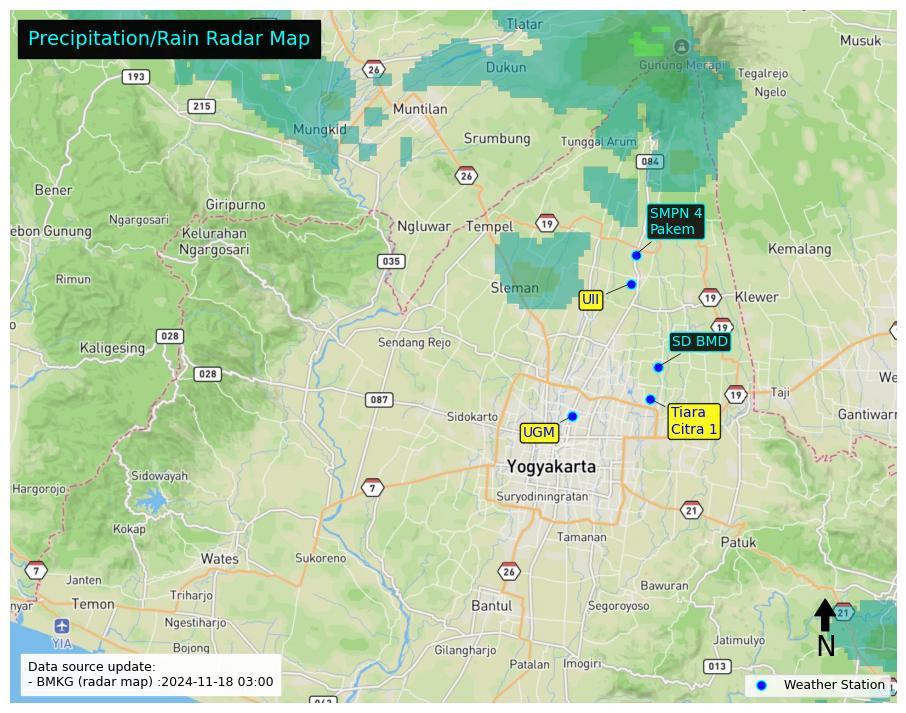 Precipitation/Rain Radar Map
Tlatar
Musuk
26
193
Dukun
Gunung Merapi
Tegalrejo
Ngelo
215
Muntilan
Mungkid
Srumbung
Tunggal Arum
084
26
Bener
Giripurno
Ngargosari
SMPN 4
Pakem
ebon Gunung
Kelurahan
Ngargosari
Ngluwar
Tempel
19
Kemalang
035
Rimun
Sleman
UII
19
Klewer
19
028
Kaligesing
Sendang Rejo
SD BMD
028
We
087
19
Taji
Sidokarto
Tiara
Citra 1
Gantiwarn
UGM
Yogyakarta
Sidowayah
Hargorojo
7
Suryodiningratan
21
Kokap
Tamanan
Patuk
Wates
Sukoreno
7
26
Janten
Bawuran
Triharjo
nyar
Temon
Bantul
Segoroyoso
21
Ngestiharjo
YIA
Bojong
Gilangharjo
Jatimulyo
N
Patalan
Imogiri
013
Data source update:
- BMKG (radar map) :2024-11-18 03:00
Weather Station